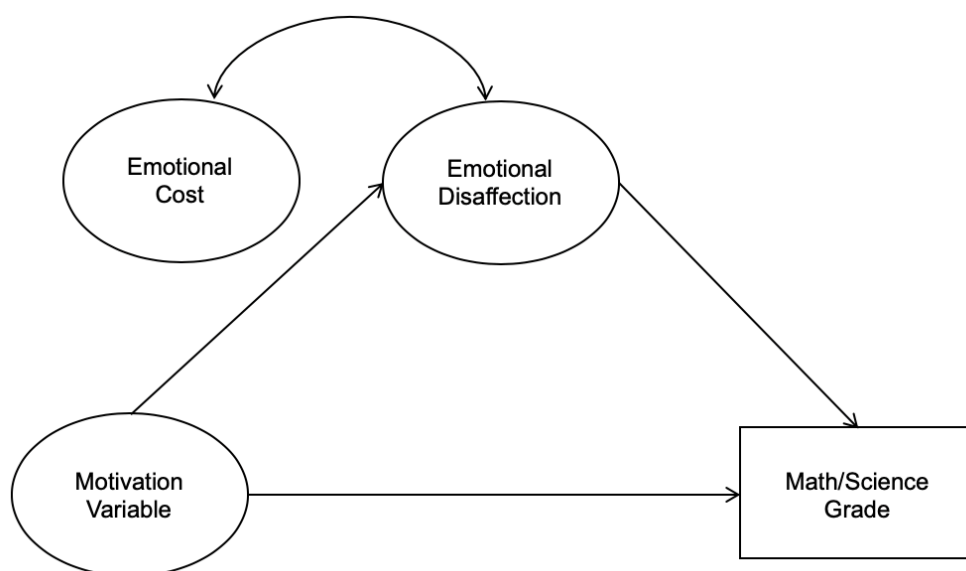 Emotional
Cost
Emotional
Disaffection
Motivation
Variable
Math/Science
Grade